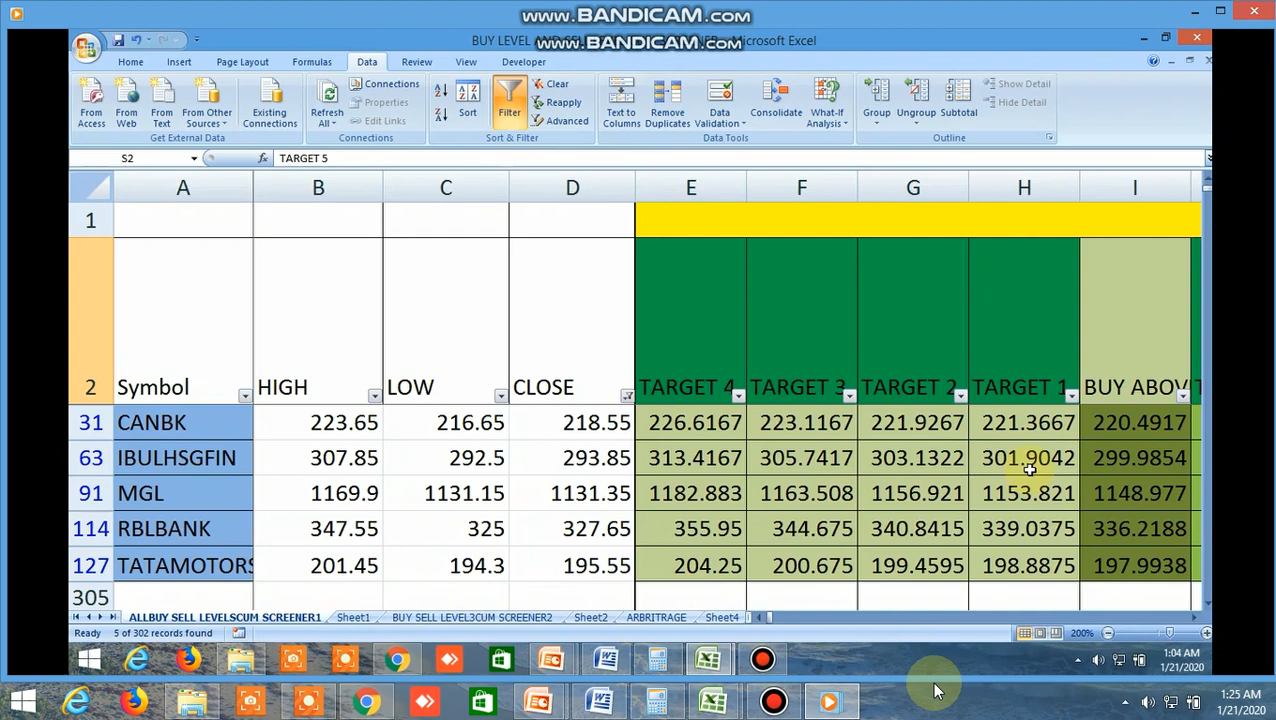 www.BANDICAM.com
www.BANDICAM.com
BUY LEVEL AND - Microsoft Excel
Home Insert Page Layout Formulas Data Review View Developer
From Access
From Web
From Text
From Other Sources
Existing Connections
Refresh All
Connections
Properties
Edit Links
Sort
Filter
Clear
Reapply
Advanced
Text to Columns
Remove Duplicates
Data Validation
Consolidate
What-If Analysis
Group
Ungroup
Subtotal
Show Detail
Hide Detail
Get External Data
Connections
Sort & Filter
Data Tools
Outline
S2 fx TARGET 5
A B C D E F G H I
1
2 Symbol HIGH LOW CLOSE TARGET 4 TARGET 3 TARGET 2 TARGET 1 BUY ABOV T
31 CANBK 223.65 216.65 218.55 226.6167 223.1167 221.9267 221.3667 220.4917
63 IBULHSGFIN 307.85 292.5 293.85 313.4167 305.7417 303.1322 301.9042 299.9854
91 MGL 1169.9 1131.15 1131.35 1182.883 1163.508 1156.921 1153.821 1148.977
114 RBLBANK 347.55 325 327.65 355.95 344.675 340.8415 339.0375 336.2188
127 TATAMOTORS 201.45 194.3 195.55 204.25 200.675 199.4595 198.8875 197.9938
305
ALLBUY SELL LEVELSCUM SCREENER1 Sheet1 BUY SELL LEVEL3CUM SCREENER2 Sheet2 ARBRITRAGE Sheet4
Ready 5 of 302 records found 200%
1:04 AM
1/21/2020
1:25 AM
1/21/2020